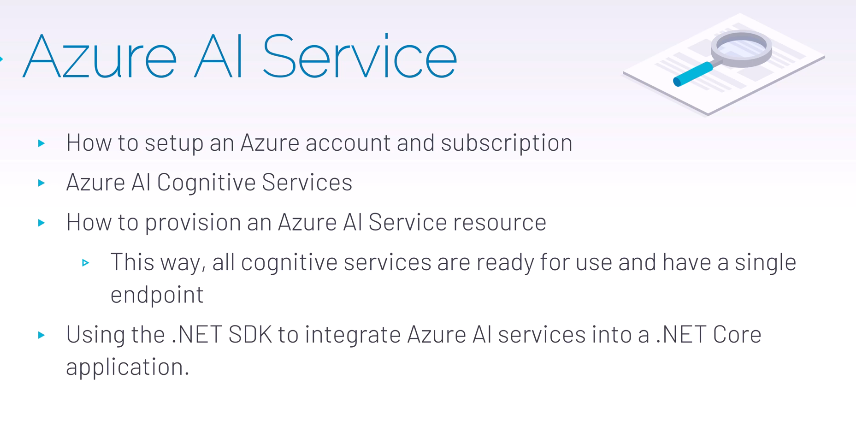 Azure AI Service
How to setup an Azure account and subscription
Azure AI Cognitive Services
How to provision an Azure AI Service resource
This way, all cognitive services are ready for use and have a single
endpoint
Using the .NET SDK to integrate Azure AI services into a .NET Core
application.